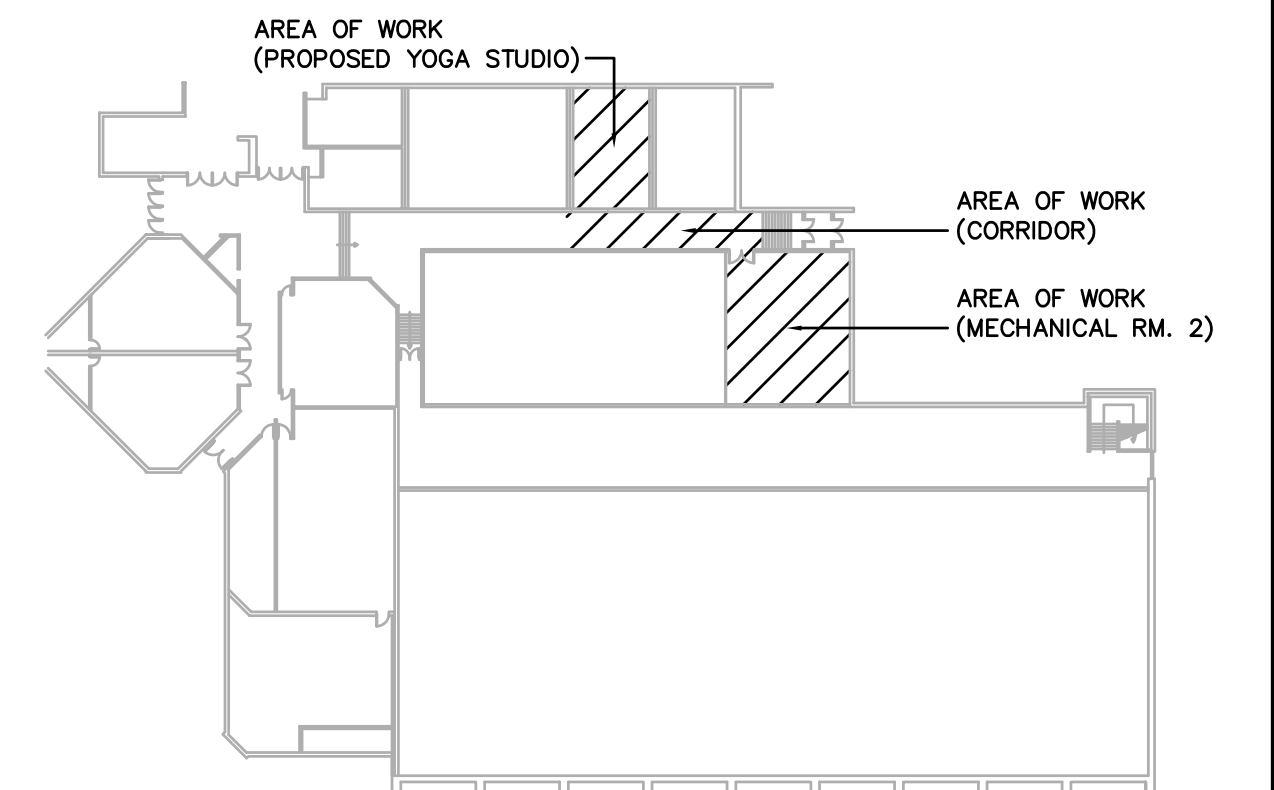 AREA OF WORK
(PROPOSED YOGA STUDIO)
AREA OF WORK
(CORRIDOR)
AREA OF WORK
(MECHANICAL RM. 2)